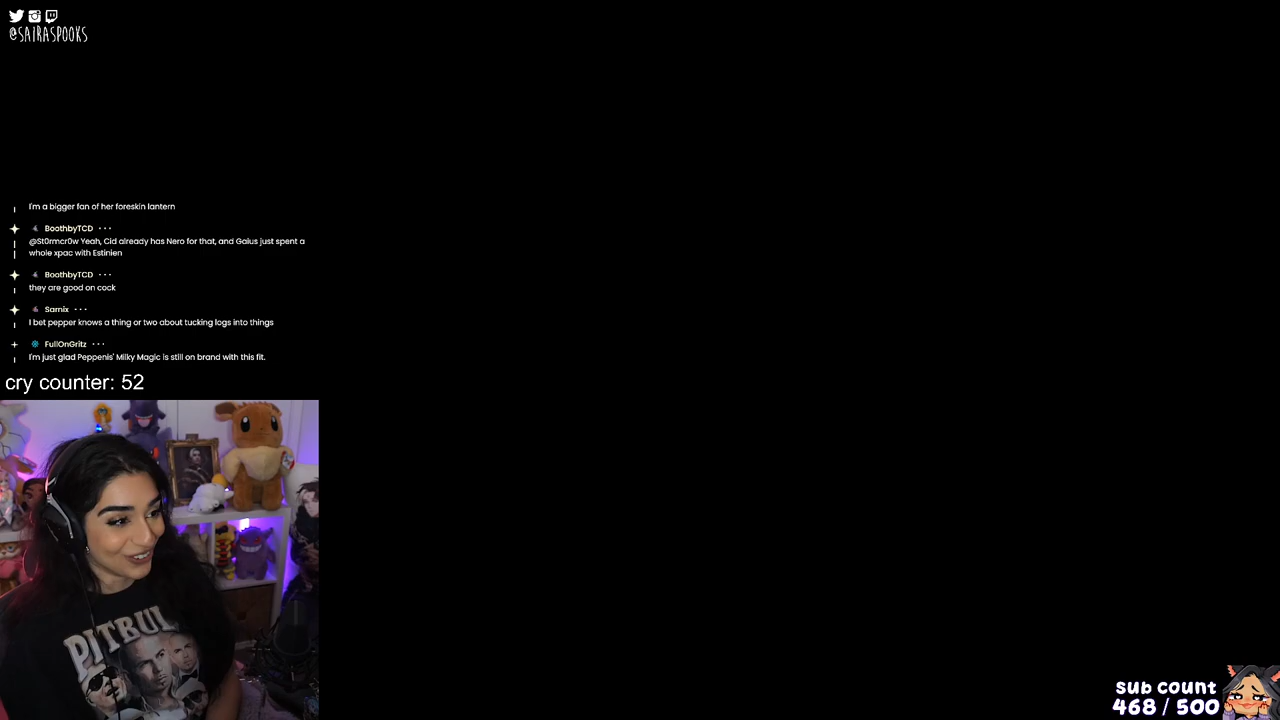 @SAIRASPOOKS
I'm a bigger fan of her foreskin lantern
BoothbyTCD
@St0rmcr0w Yeah, Cid already has Nero for that, and Gaius just spent a
whole xpac with Estinien
BoothbyTCD
they are good on cock
Sarnix
I bet pepper knows a thing or two about tucking logs into things
FullOnGritz
I'm just glad Peppenis' Milky Magic is still on brand with this fit.
cry counter: 52
PITBUL
sub count
468 / 500